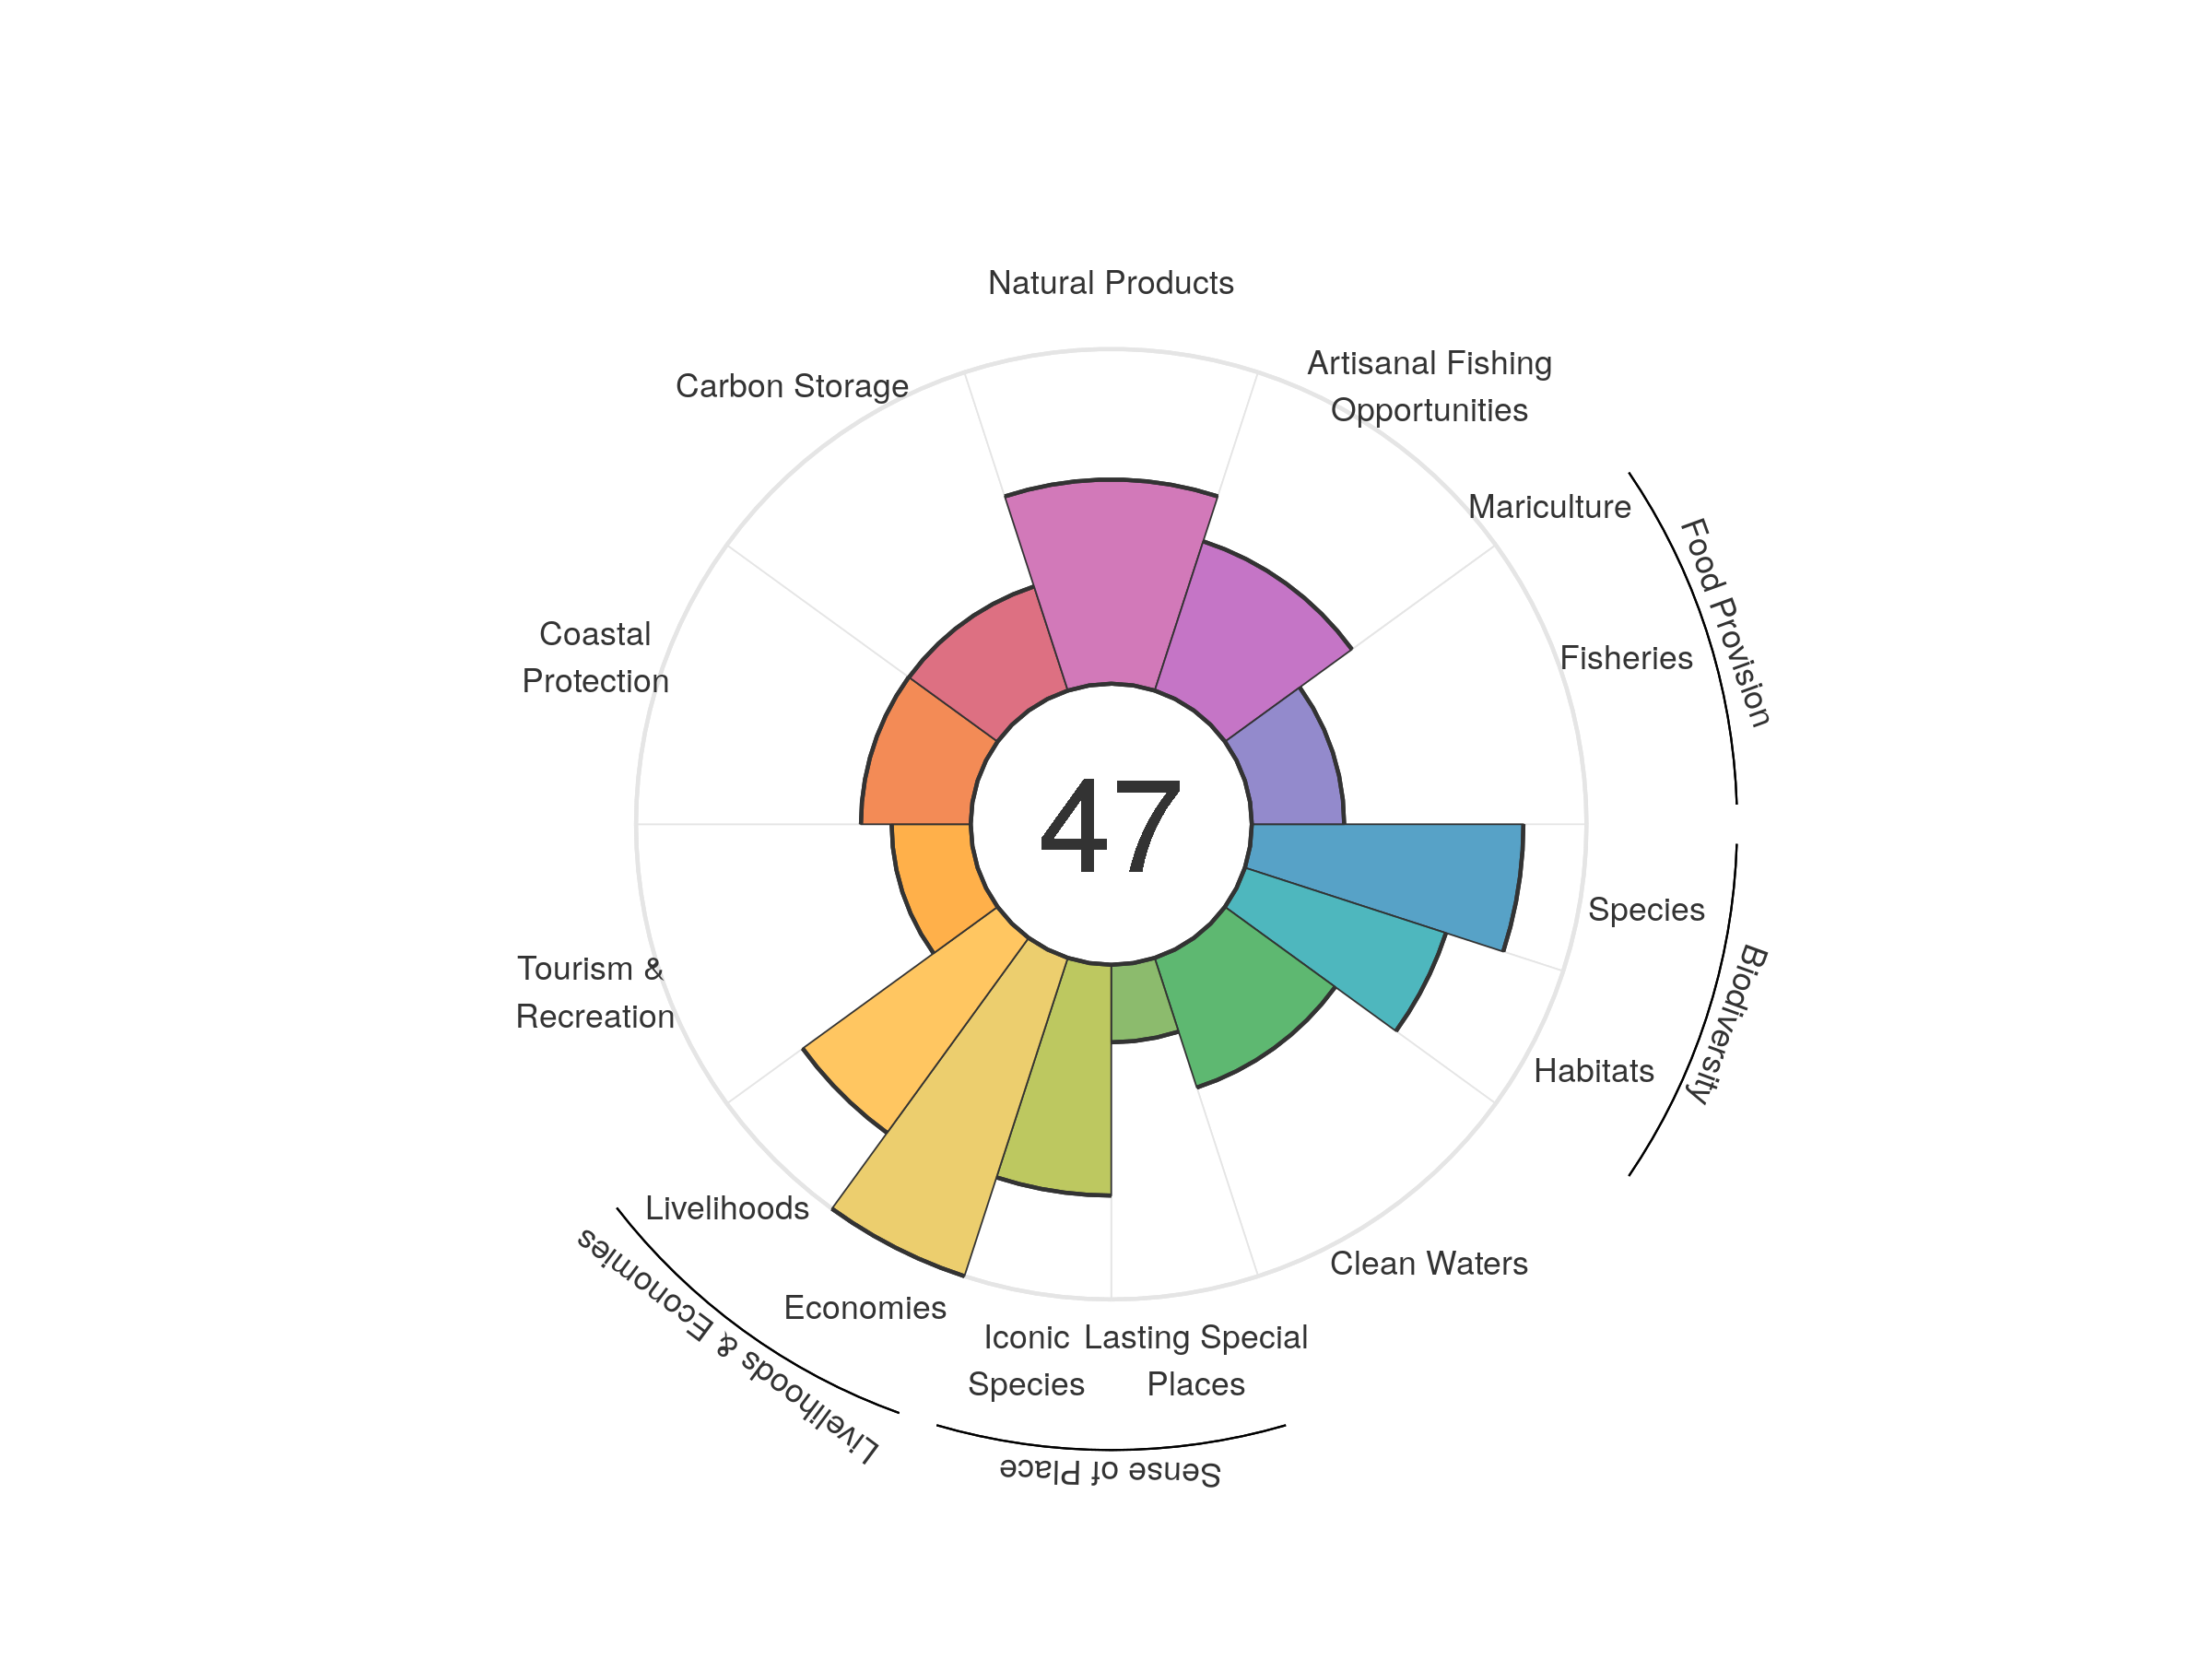 Natural Products
Artisanal Fishing
Opportunities
Carbon Storage
Mariculture
Food Provision
Fisheries
Coastal
Protection
47
Species
Biodiversity
Tourism &
Recreation
Habitats
Livelihoods
Clean Waters
Economies
Livelihoods & Economies
Iconic
Species
Lasting Special
Places
Sense of Place